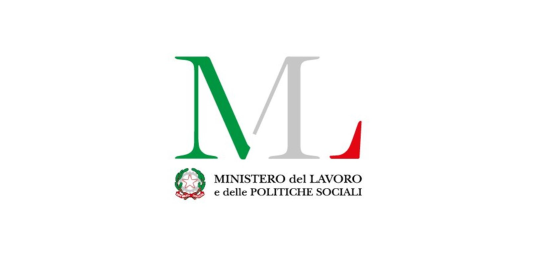 ML
MINISTERO del LAVORO
e delle POLITICHE SOCIALI